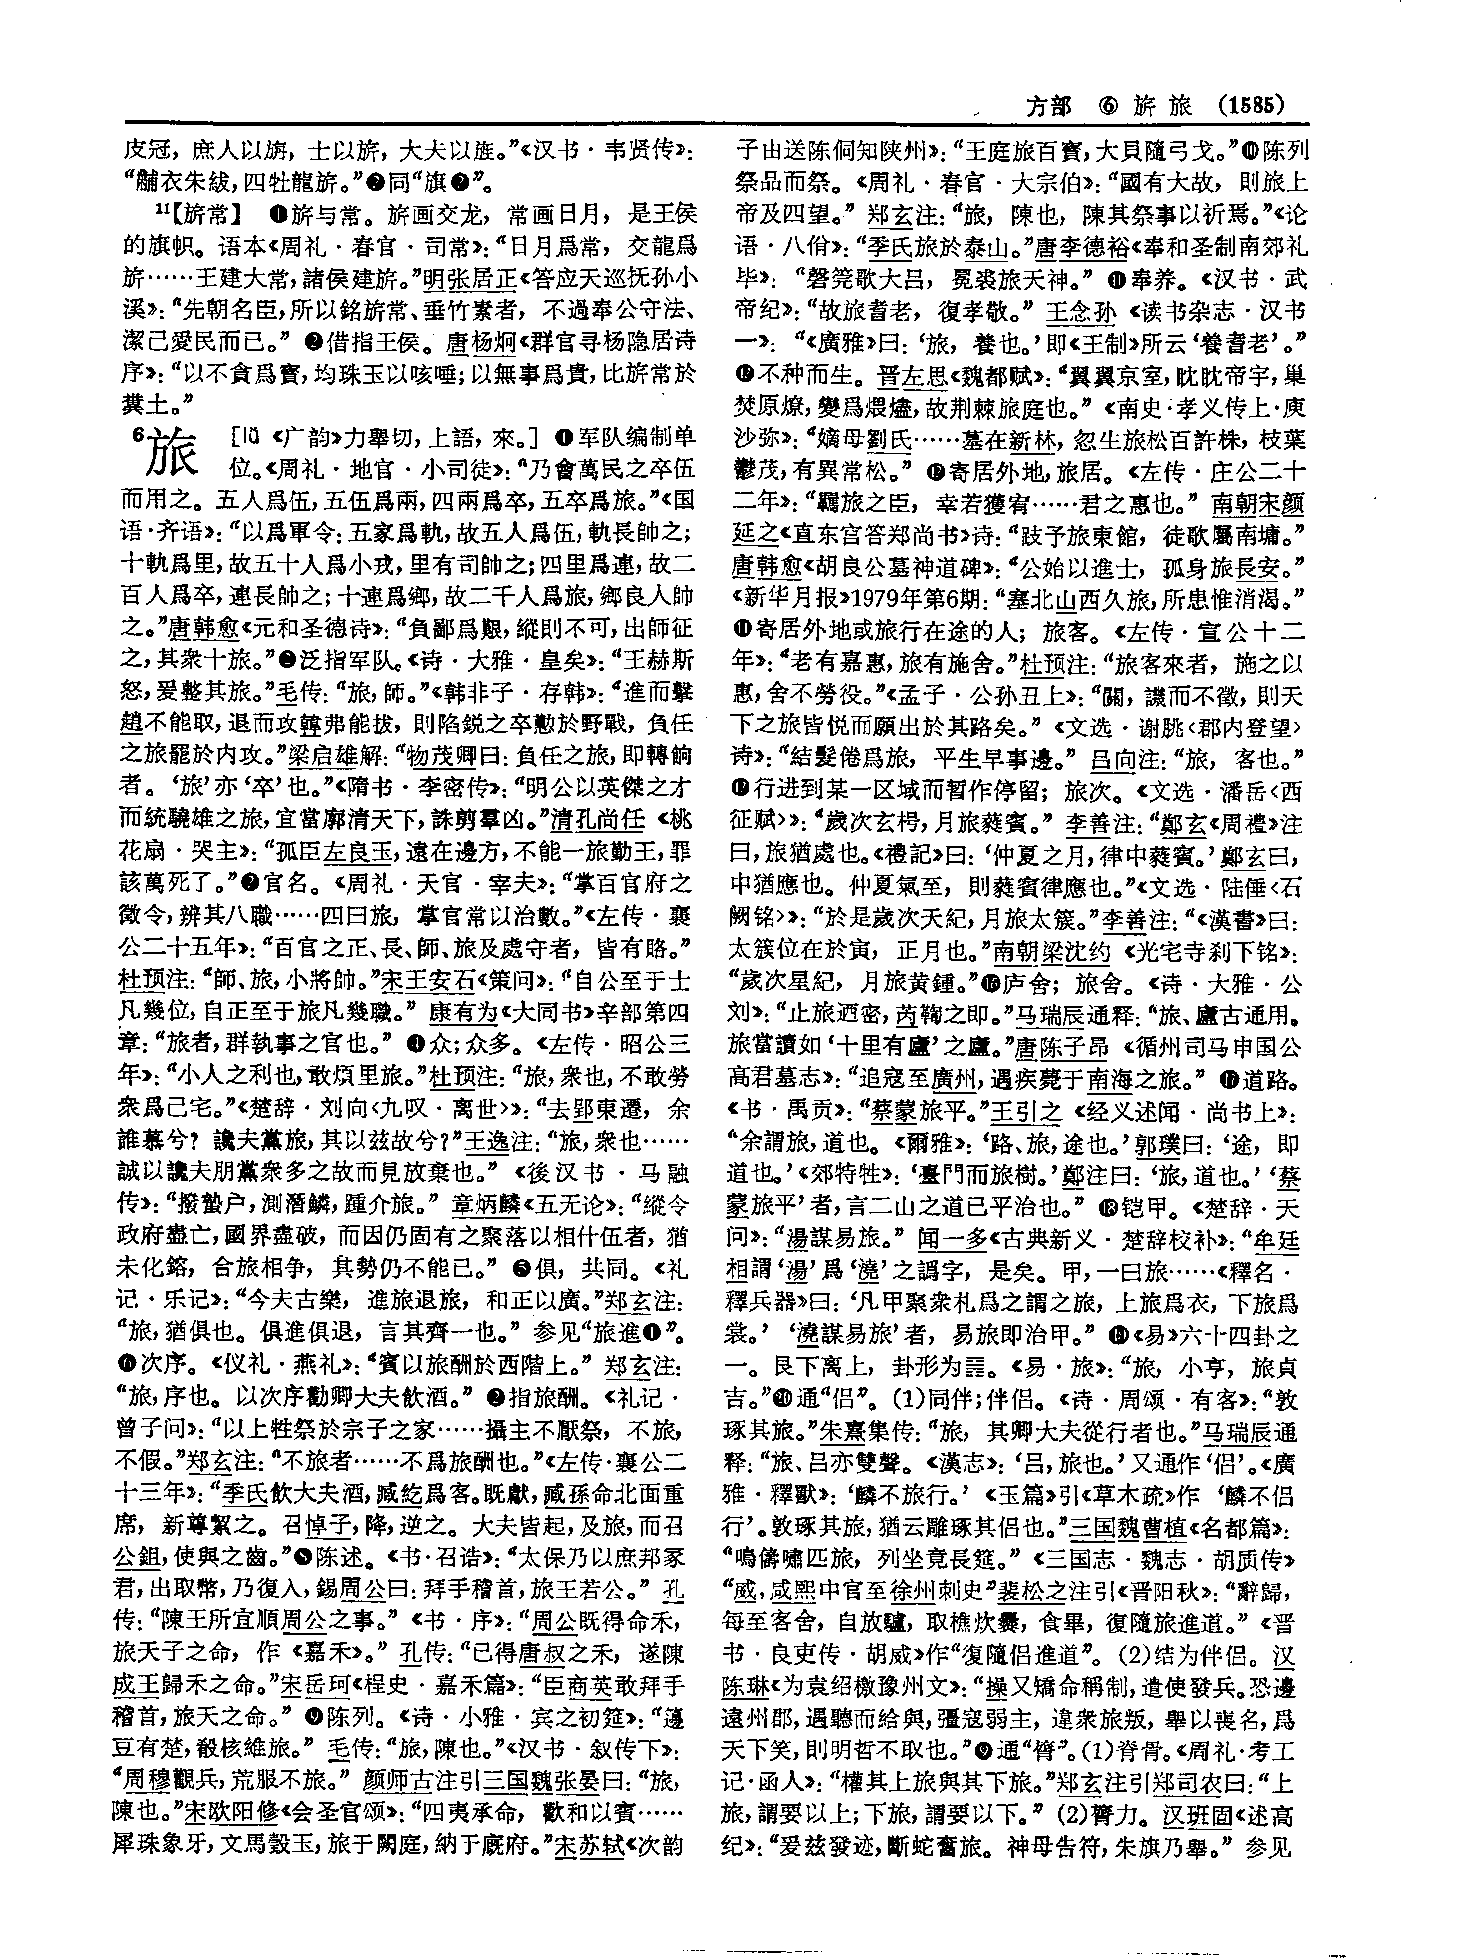 方部 ⑥ 旂 旅 (1585)
皮冠，庶人以旃，士以旂，大夫以旌。”《汉书·韦贤传》：
“黼衣朱紱，四牡龍旂。”❷同“旗❷”。
¹¹【旂常】 ❶旂与常。旂画交龙，常画日月，是王侯
的旗帜。语本《周礼·春官·司常》：“日月爲常，交龍爲
旂……王建大常，諸侯建旂。”明张居正《答应天巡抚孙小
溪》：“先朝名臣，所以銘旂常、垂竹素者，不過奉公守法、
潔己愛民而已。” ❷借指王侯。唐杨炯《群官寻杨隐居诗
序》：“以不貪爲寶，均珠玉以咳唾；以無事爲貴，比旂常於
糞土。”
⁶旅 [lǚ 《广韵》力舉切，上語，來。] ❶军队编制单
位。《周礼·地官·小司徒》：“乃會萬民之卒伍
而用之。五人爲伍，五伍爲兩，四兩爲卒，五卒爲旅。”《国
语·齐语》：“以爲軍令：五家爲軌，故五人爲伍，軌長帥之；
十軌爲里，故五十人爲小戎，里有司帥之；四里爲連，故二
百人爲卒，連長帥之；十連爲鄉，故二千人爲旅，鄉良人帥
之。”唐韩愈《元和圣德诗》：“負鄙爲艱，縱則不可，出師征
之，其衆十旅。”❷泛指军队。《诗·大雅·皇矣》：“王赫斯
怒，爰整其旅。”毛传：“旅，師。”《韩非子·存韩》：“進而擊
趙不能取，退而攻韓弗能拔，則陷鋭之卒懃於野戰，負任
之旅罷於内攻。”梁启雄解：“物茂卿曰：負任之旅，即轉餉
者。‘旅’亦‘卒’也。”《隋书·李密传》：“明公以英傑之才
而統驍雄之旅，宜當廓清天下，誅剪羣凶。”清孔尚任《桃
花扇·哭主》：“孤臣左良玉，遠在邊方，不能一旅勤王，罪
該萬死了。”❸官名。《周礼·天官·宰夫》：“掌百官府之
徵令，辨其八職……四曰旅，掌官常以治數。”《左传·襄
公二十五年》：“百官之正、長、師、旅及處守者，皆有賂。”
杜预注：“師、旅，小將帥。”宋王安石《策问》：“自公至于士
凡幾位，自正至于旅凡幾職。” 康有为《大同书》辛部第四
章：“旅者，群執事之官也。” ❹众；众多。《左传·昭公三
年》：“小人之利也，敢煩里旅。”杜预注：“旅，衆也，不敢勞
衆爲己宅。”《楚辞·刘向〈九叹·离世〉》：“去郢東遷，余
誰慕兮？讒夫黨旅，其以兹故兮？”王逸注：“旅，衆也……
誠以讒夫朋黨衆多之故而見放棄也。” 《後汉书·马融
传》：“撥蟄户，測潛鱗，踵介旅。” 章炳麟《五无论》：“縱令
政府盡亡，國界盡破，而因仍固有之聚落以相什伍者，猶
未化鎔，合旅相争，其勢仍不能已。” ❺俱，共同。《礼
记·乐记》：“今夫古樂，進旅退旅，和正以廣。”郑玄注：
“旅，猶俱也。俱進俱退，言其齊一也。” 参见“旅進❶”。
❻次序。《仪礼·燕礼》：“賓以旅酬於西階上。” 郑玄注：
“旅，序也。以次序勸卿大夫飲酒。” ❼指旅酬。《礼记·
曾子问》：“以上牲祭於宗子之家……攝主不厭祭，不旅，
不假。”郑玄注：“不旅者……不爲旅酬也。”《左传·襄公二
十三年》：“季氏飲大夫酒，臧紇爲客。既獻，臧孫命北面重
席，新尊絜之。召悼子，降，逆之。大夫皆起，及旅，而召
公鉏，使與之齒。”❽陈述。《书·召诰》：“太保乃以庶邦冢
君，出取幣，乃復入，錫周公曰：拜手稽首，旅王若公。” 孔
传：“陳王所宜順周公之事。” 《书·序》：“周公既得命禾，
旅天子之命，作《嘉禾》。” 孔传：“已得唐叔之禾，遂陳
成王歸禾之命。”宋岳珂《桯史·嘉禾篇》：“臣商英敢拜手
稽首，旅天之命。” ❾陈列。《诗·小雅·宾之初筵》：“籩
豆有楚，殽核維旅。” 毛传：“旅，陳也。”《汉书·叙传下》：
“周穆觀兵，荒服不旅。” 颜师古注引三国魏张晏曰：“旅，
陳也。”宋欧阳修《会圣官颂》：“四夷承命，歡和以賓……
犀珠象牙，文馬瑴玉，旅于闕庭，納于廐府。”宋苏轼《次韵
子由送陈侗知陕州》：“王庭旅百寶，大貝隨弓戈。”❿陈列
祭品而祭。《周礼·春官·大宗伯》：“國有大故，則旅上
帝及四望。” 郑玄注：“旅，陳也，陳其祭事以祈焉。”《论
语·八佾》：“季氏旅於泰山。”唐李德裕《奉和圣制南郊礼
毕》：“磬筦歌大吕，冕裘旅天神。” ⓫奉养。《汉书·武
帝纪》：“故旅耆老，復孝敬。” 王念孙《读书杂志·汉书
一》：“《廣雅》曰：‘旅，養也。’即《王制》所云‘養耆老’。”
⓬不种而生。晋左思《魏都赋》：“翼翼京室，眈眈帝宇，巢
焚原燎，變爲煨燼，故荆棘旅庭也。” 《南史·孝义传上·庾
沙弥》：“嫡母劉氏……墓在新林，忽生旅松百許株，枝葉
鬱茂，有異常松。” ⓭寄居外地，旅居。《左传·庄公二十
二年》：“羈旅之臣，幸若獲宥……君之惠也。” 南朝宋颜
延之《直东宫答郑尚书》诗：“跂予旅東館，徒歌屬南墉。”
唐韩愈《胡良公墓神道碑》：“公始以進士，孤身旅長安。”
《新华月报》1979年第6期：“塞北山西久旅，所患惟消渴。”
⓮寄居外地或旅行在途的人；旅客。《左传·宣公十二
年》：“老有嘉惠，旅有施舍。”杜预注：“旅客來者，施之以
惠，舍不勞役。”《孟子·公孙丑上》：“關，譏而不徵，則天
下之旅皆悦而願出於其路矣。” 《文选·谢朓〈郡内登望〉
诗》：“結髮倦爲旅，平生早事邊。” 吕向注：“旅，客也。”
⓯行进到某一区域而暂作停留；旅次。《文选·潘岳〈西
征赋〉》：“歲次玄枵，月旅蕤賓。” 李善注：“鄭玄《周禮》注
曰，旅猶處也。《禮記》曰：‘仲夏之月，律中蕤賓。’鄭玄曰，
中猶應也。仲夏氣至，則蕤賓律應也。”《文选·陆倕〈石
阙铭〉》：“於是歲次天紀，月旅太簇。”李善注：“《漢書》曰：
太簇位在於寅，正月也。”南朝梁沈约《光宅寺刹下铭》：
“歲次星紀，月旅黄鍾。”⓰庐舍；旅舍。《诗·大雅·公
刘》：“止旅迺密，芮鞫之即。”马瑞辰通释：“旅、廬古通用。
旅當讀如‘十里有廬’之廬。”唐陈子昂《循州司马申国公
高君墓志》：“追寇至廣州，遇疾薨于南海之旅。” ⓱道路。
《书·禹贡》：“蔡蒙旅平。”王引之《经义述闻·尚书上》：
“余謂旅，道也。《爾雅》：‘路、旅，途也。’郭璞曰：‘途，即
道也。’《郊特牲》：‘臺門而旅樹。’鄭注曰：‘旅，道也。’‘蔡
蒙旅平’者，言二山之道已平治也。” ⓲铠甲。《楚辞·天
问》：“湯謀易旅。” 闻一多《古典新义·楚辞校补》：“牟廷
相謂‘湯’爲‘澆’之譌字，是矣。甲，一曰旅……《釋名·
釋兵器》曰：‘凡甲聚衆札爲之謂之旅，上旅爲衣，下旅爲
裳。’‘澆謀易旅’者，易旅即治甲。” ⓳《易》六十四卦之
一。艮下离上，卦形为䷷。《易·旅》：“旅，小亨，旅貞
吉。”⓴通“侣”。(1)同伴；伴侣。《诗·周颂·有客》：“敦
琢其旅。”朱熹集传：“旅，其卿大夫從行者也。”马瑞辰通
释：“旅、吕亦雙聲。《漢志》：‘吕，旅也。’又通作‘侣’。《廣
雅·釋獸》：‘麟不旅行。’ 《玉篇》引《草木疏》作‘麟不侣
行’。敦琢其旅，猶云雕琢其侣也。”三国魏曹植《名都篇》：
“鳴儔嘯匹旅，列坐竟長筵。” 《三国志·魏志·胡质传》
“威，咸熙中官至徐州刺史”裴松之注引《晋阳秋》：“辭歸，
每至客舍，自放驢，取樵炊爨，食畢，復隨旅進道。” 《晋
书·良吏传·胡威》作“復隨侣進道”。(2)结为伴侣。汉
陈琳《为袁绍檄豫州文》：“操又矯命稱制，遣使發兵。恐邊
遠州郡，過聽而給與，彊寇弱主，違衆旅叛，舉以喪名，爲
天下笑，則明哲不取也。”㉑通“膂”。(1)脊骨。《周礼·考工
记·函人》：“權其上旅與其下旅。”郑玄注引郑司农曰：“上
旅，謂要以上；下旅，謂要以下。” (2)膂力。汉班固《述高
纪》：“爰兹發迹，斷蛇奮旅。神母告符，朱旗乃舉。” 参见